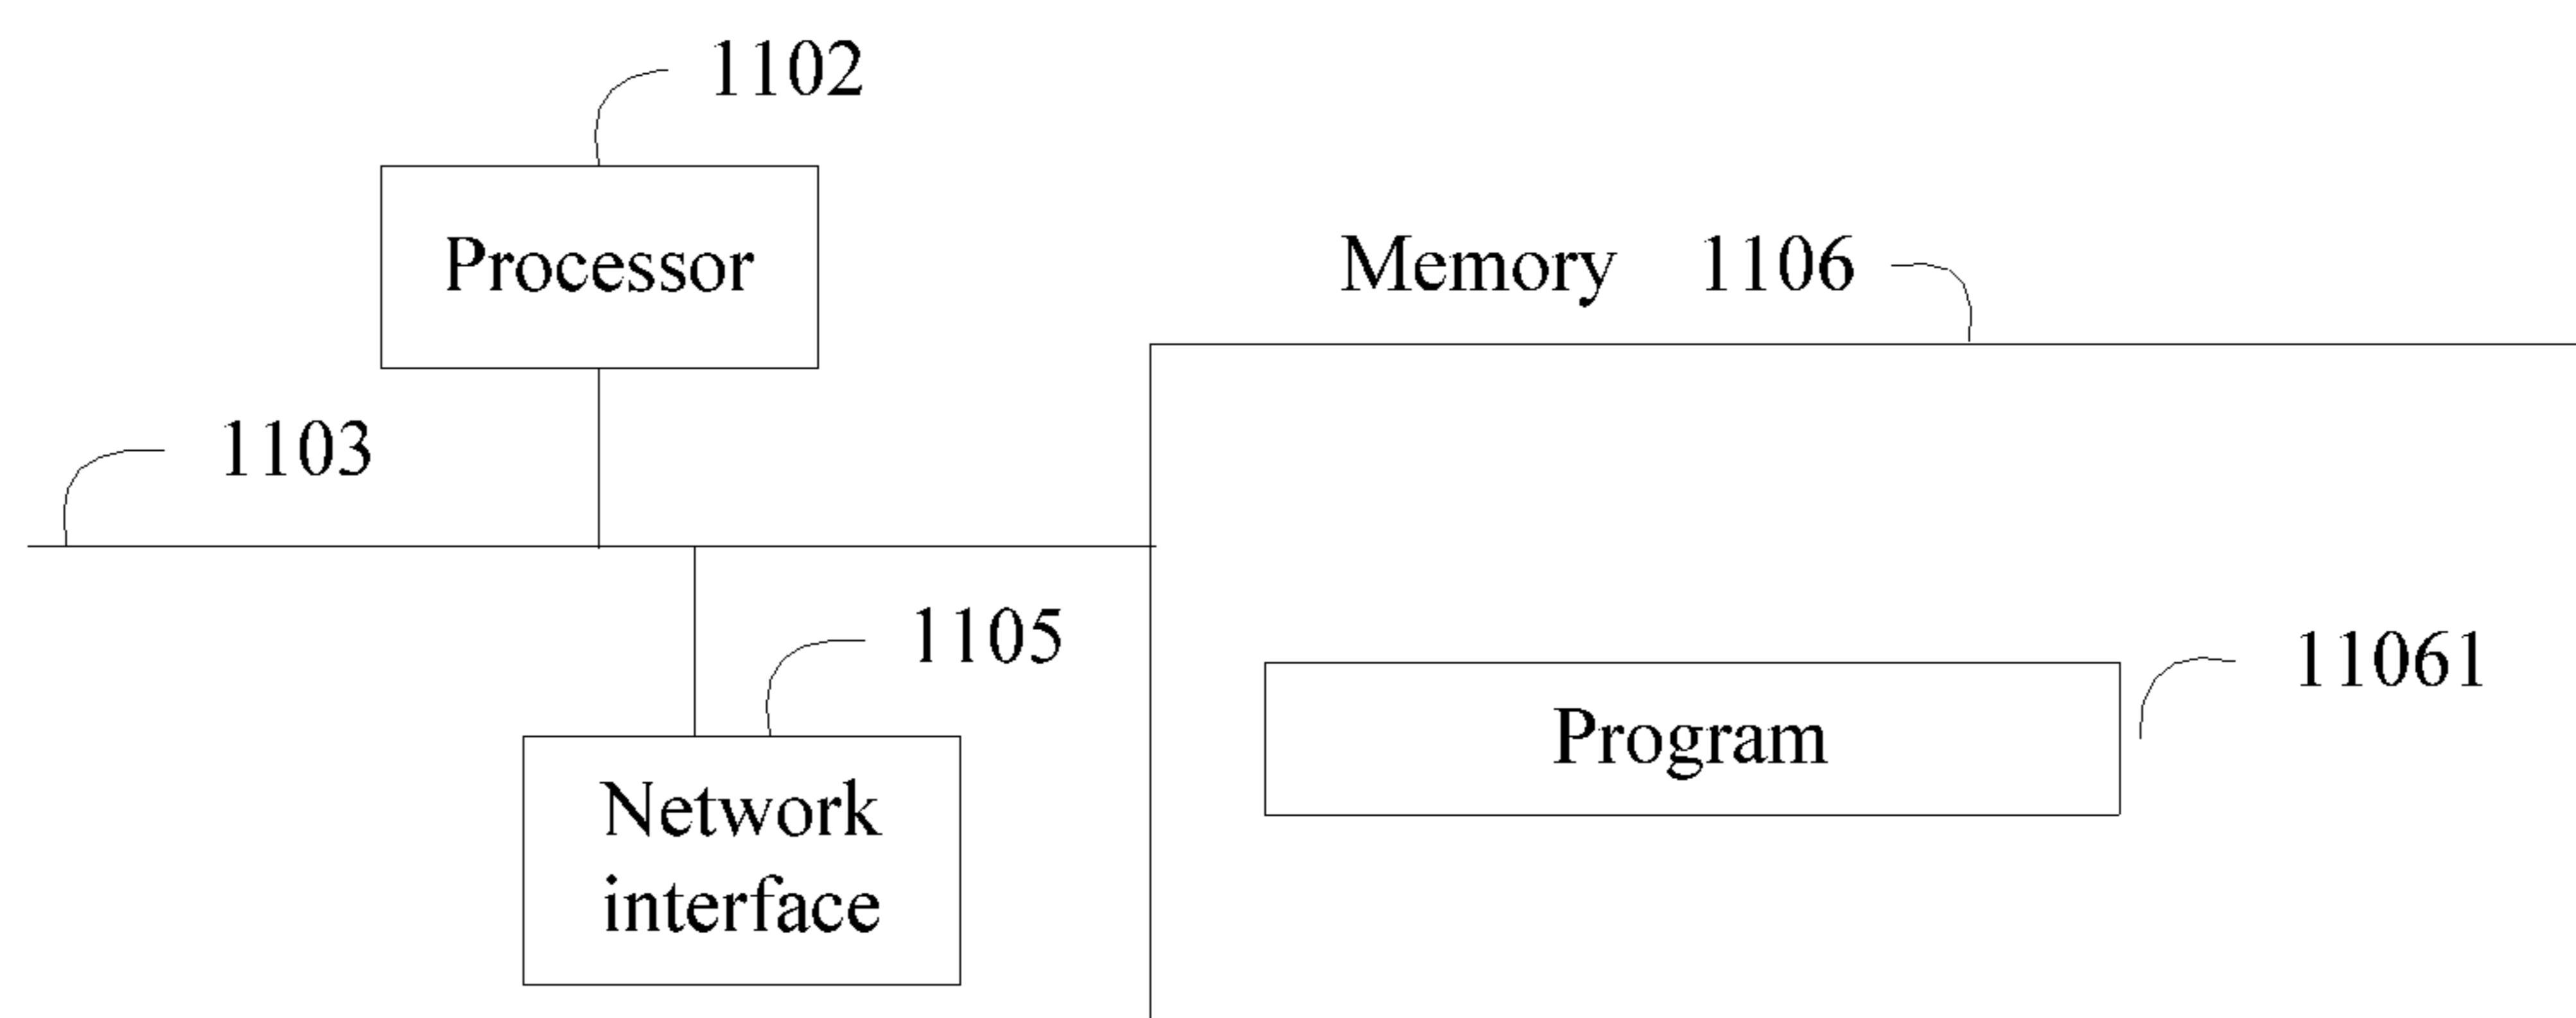 1102
Processor
Memory 1106
1103
1105
11061
Program
Network
interface